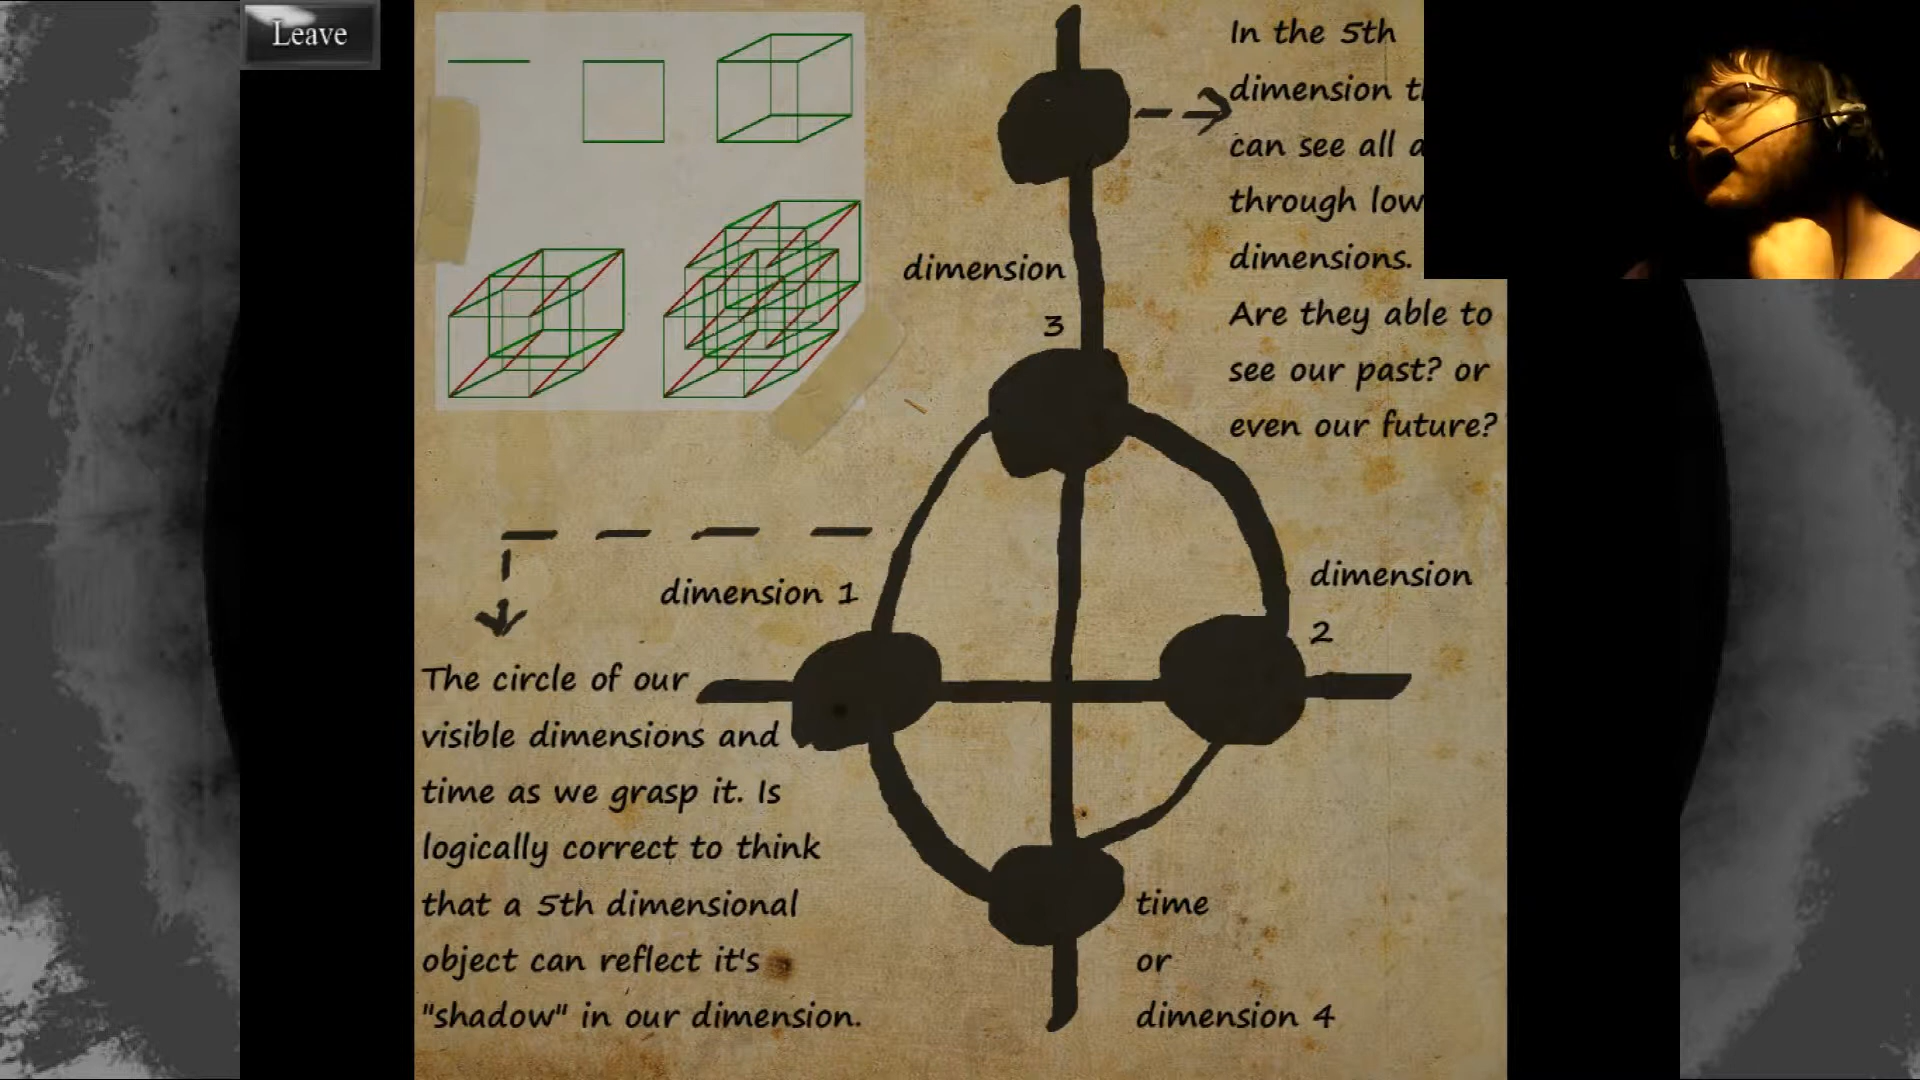 Leave
In the 5th
dimension
can see all
through
dimensions.
Are they able to
see our past? or
even our future?
dimension
3
dimension 1
dimension
2
The circle of our
visible dimensions and
time as we grasp it. Is
logically correct to think
that a 5th dimensional
object can reflect it's
"shadow" in our dimension.
time
or
dimension 4